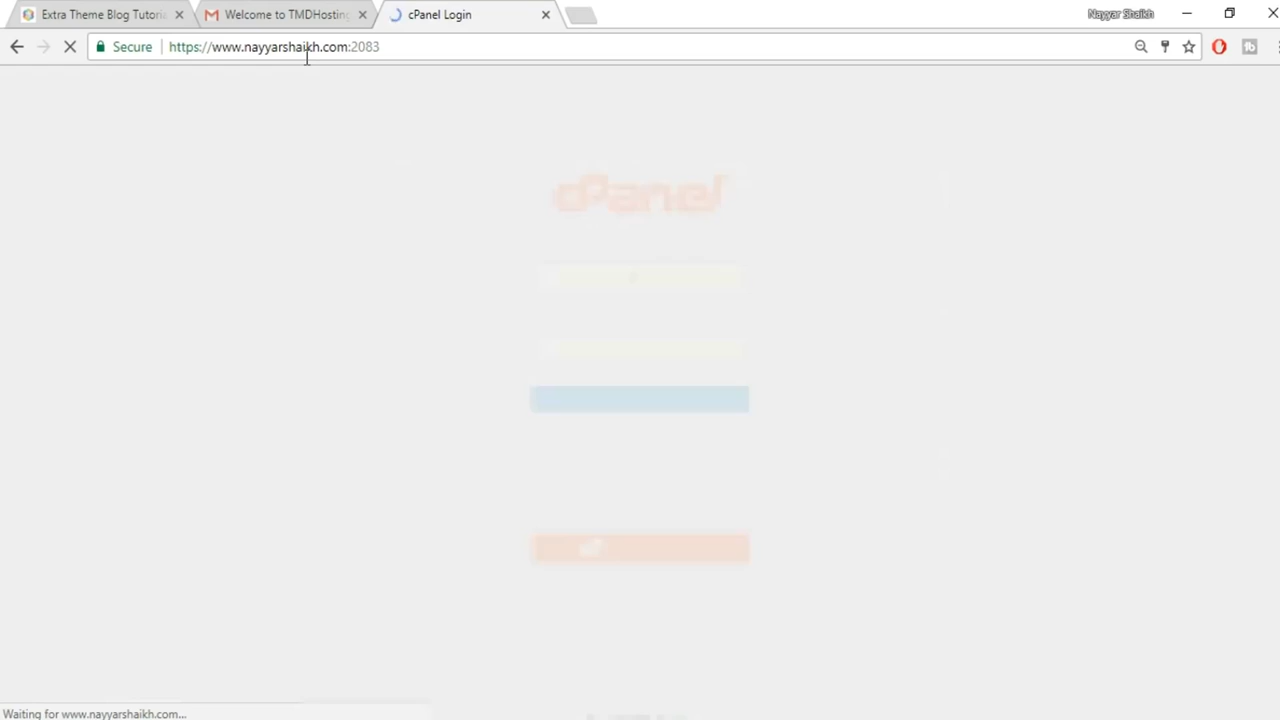 Extra Theme Blog Tutoria
Welcome to TMDHosting
cPanel Login
Nayyar Shaikh
Secure
https://www.nayyarshaikh.com:2083
cPanel
Waiting for www.nayyarshaikh.com...